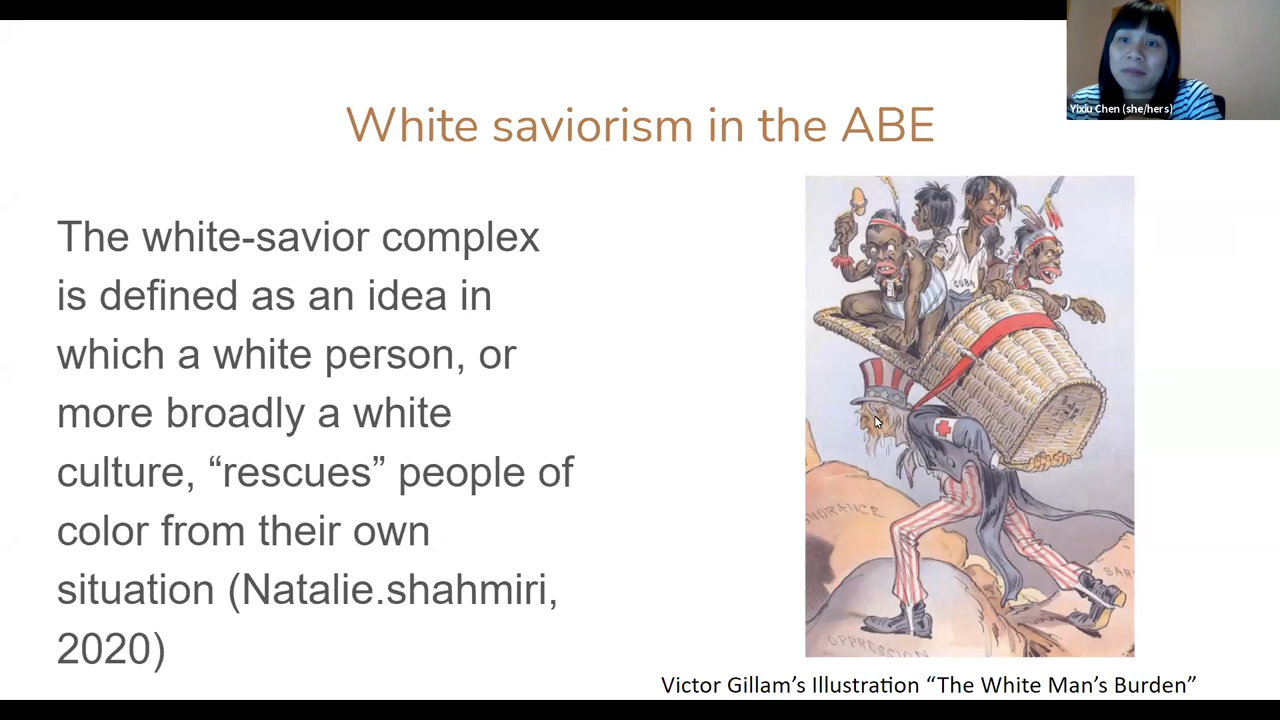 Yixiu Chen (she/hers)
White saviorism in the ABE
The white-savior complex
is defined as an idea in
which a white person, or
more broadly a white
culture, “rescues” people of
color from their own
situation (Natalie.shahmiri,
2020)
CUBA
OPPRESSION
Victor Gillam’s Illustration “The White Man’s Burden”